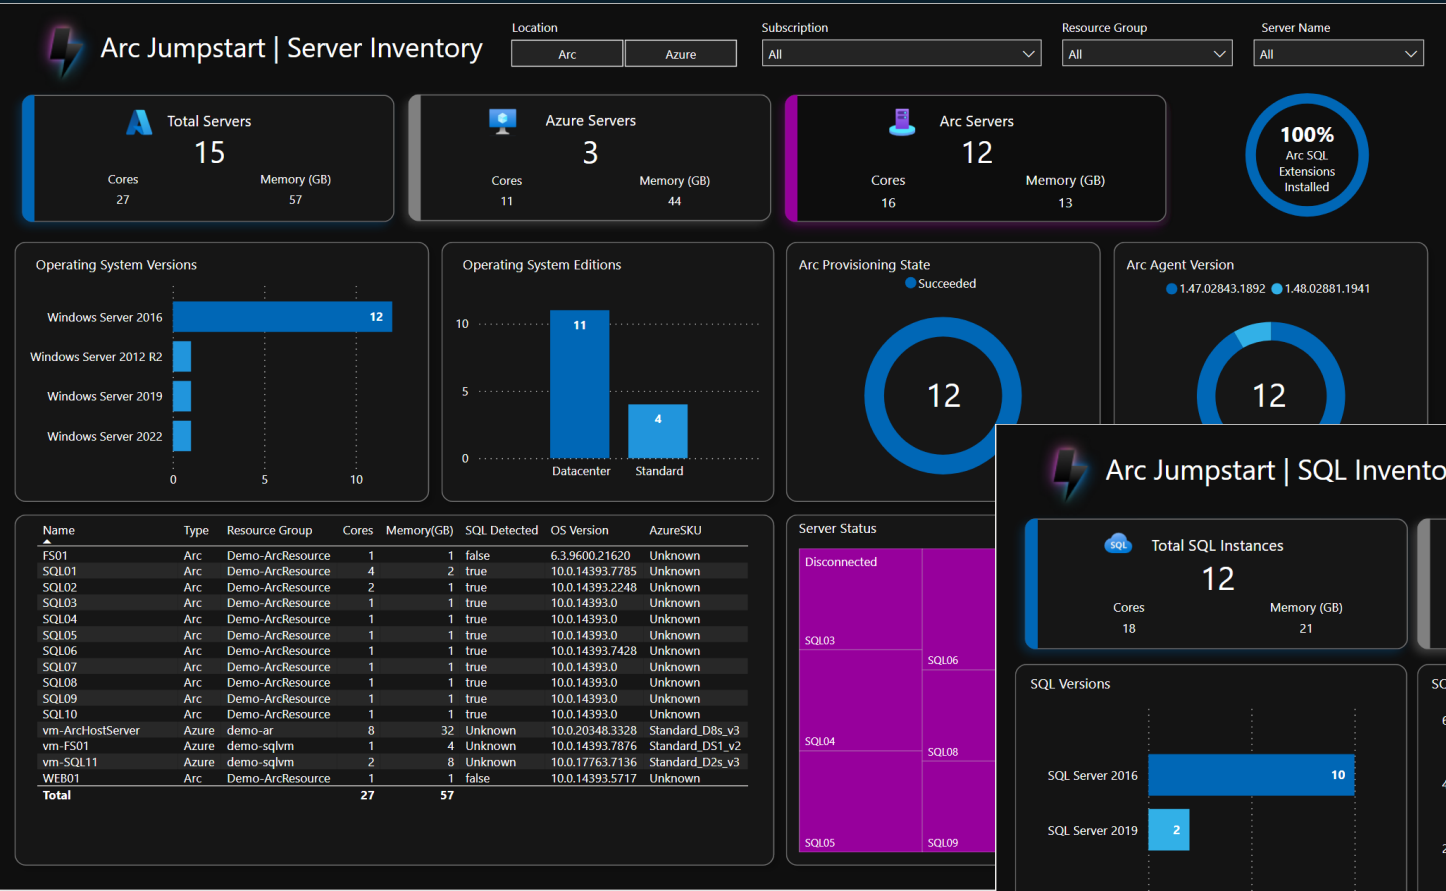 Arc Jumpstart | Server Inventory
Location
Arc Azure
Subscription
All
Resource Group
All
Server Name
All
Total Servers
15
Cores Memory (GB)
27 57
Azure Servers
3
Cores Memory (GB)
11 44
Arc Servers
12
Cores Memory (GB)
16 13
100%
Arc SQL
Extensions
Installed
Operating System Versions
Windows Server 2016 12
Windows Server 2012 R2
Windows Server 2019
Windows Server 2022
0 5 10
Operating System Editions
10
5
0
11
4
Datacenter Standard
Arc Provisioning State
Succeeded
12
Arc Agent Version
1.47.02843.1892 1.48.02881.1941
12
Name Type Resource Group Cores Memory(GB) SQL Detected OS Version AzureSKU
FS01 Arc Demo-ArcResource 1 1 false 6.3.9600.21620 Unknown
SQL01 Arc Demo-ArcResource 4 2 true 10.0.14393.7785 Unknown
SQL02 Arc Demo-ArcResource 2 1 true 10.0.14393.2248 Unknown
SQL03 Arc Demo-ArcResource 1 1 true 10.0.14393.0 Unknown
SQL04 Arc Demo-ArcResource 1 1 true 10.0.14393.0 Unknown
SQL05 Arc Demo-ArcResource 1 1 true 10.0.14393.0 Unknown
SQL06 Arc Demo-ArcResource 1 1 true 10.0.14393.7428 Unknown
SQL07 Arc Demo-ArcResource 1 1 true 10.0.14393.0 Unknown
SQL08 Arc Demo-ArcResource 1 1 true 10.0.14393.0 Unknown
SQL09 Arc Demo-ArcResource 1 1 true 10.0.14393.0 Unknown
SQL10 Arc Demo-ArcResource 1 1 true 10.0.14393.0 Unknown
vm-ArcHostServer Azure demo-ar 8 32 Unknown 10.0.20348.3328 Standard_D8s_v3
vm-FS01 Azure demo-sqlvm 1 4 Unknown 10.0.14393.7876 Standard_DS1_v2
vm-SQL11 Azure demo-sqlvm 2 8 Unknown 10.0.17763.7136 Standard_D2s_v3
WEB01 Arc Demo-ArcResource 1 1 false 10.0.14393.5717 Unknown
Total 27 57
Server Status
Disconnected
SQL03
SQL06
SQL04
SQL08
SQL05
SQL09
Arc Jumpstart | SQL Invento
SQL
Total SQL Instances
12
Cores Memory (GB)
18 21
SQL Versions
SQL Server 2016 10
SQL Server 2019 2